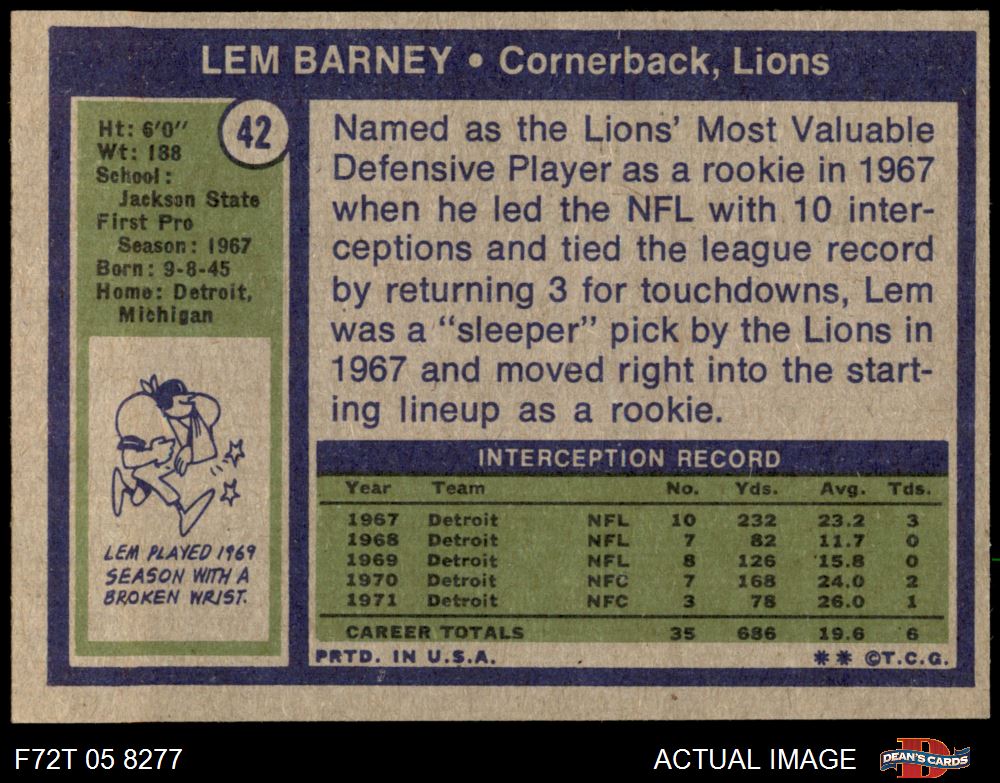 LEM BARNEY • Cornerback, Lions
42
Ht: 6'0"
Wt: 188
School:
Jackson State
First Pro
Season: 1967
Born: 9-8-45
Home: Detroit,
Michigan
LEM PLAYED 1969
SEASON WITH A
BROKEN WRIST.
Named as the Lions' Most Valuable
Defensive Player as a rookie in 1967
when he led the NFL with 10 inter-
ceptions and tied the league record
by returning 3 for touchdowns, Lem
was a "sleeper" pick by the Lions in
1967 and moved right into the start-
ing lineup as a rookie.
INTERCEPTION RECORD
Year Team No. Yds. Avg. Tds.
1967 Detroit NFL 10 232 23.2 3
1968 Detroit NFL 7 82 11.7 0
1969 Detroit NFL 8 126 15.8 0
1970 Detroit NFC 7 168 24.0 2
1971 Detroit NFC 3 78 26.0 1
CAREER TOTALS 35 686 19.6 6
PRTD. IN U.S.A. ** ©T.C.G.
F72T 05 8277 ACTUAL IMAGE D DEAN'S CARDS